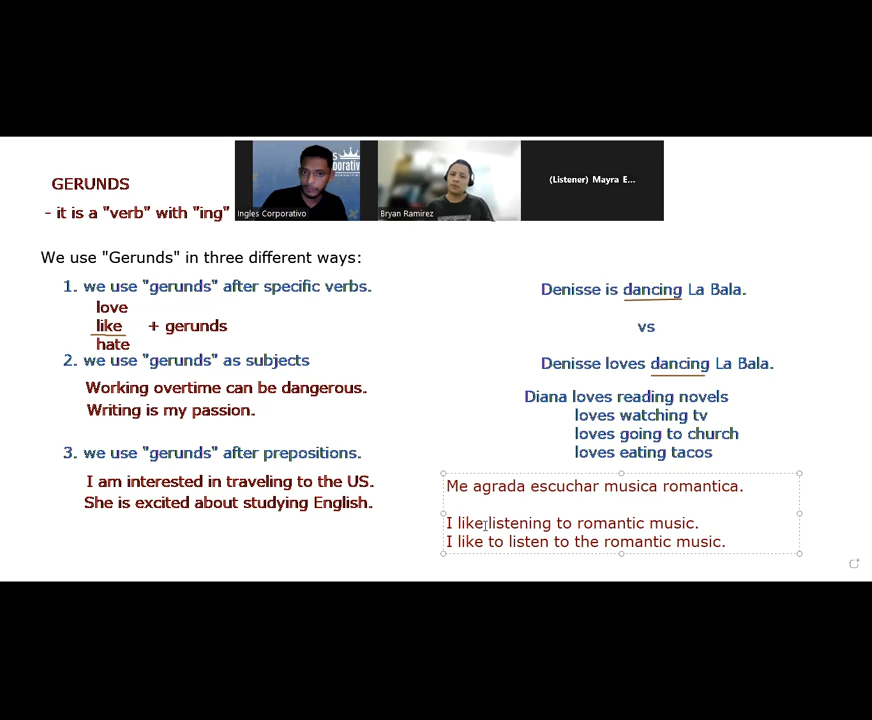 GERUNDS
- it is a "verb" with "ing"
Ingles Corporativo
Bryan Ramirez
(Listener) Mayra E...
We use "Gerunds" in three different ways:
1. we use "gerunds" after specific verbs.
love
like + gerunds
hate
2. we use "gerunds" as subjects
Working overtime can be dangerous.
Writing is my passion.
3. we use "gerunds" after prepositions.
I am interested in traveling to the US.
She is excited about studying English.
Denisse is dancing La Bala.
vs
Denisse loves dancing La Bala.
Diana loves reading novels
loves watching tv
loves going to church
loves eating tacos
Me agrada escuchar musica romantica.
I like listening to romantic music.
I like to listen to the romantic music.